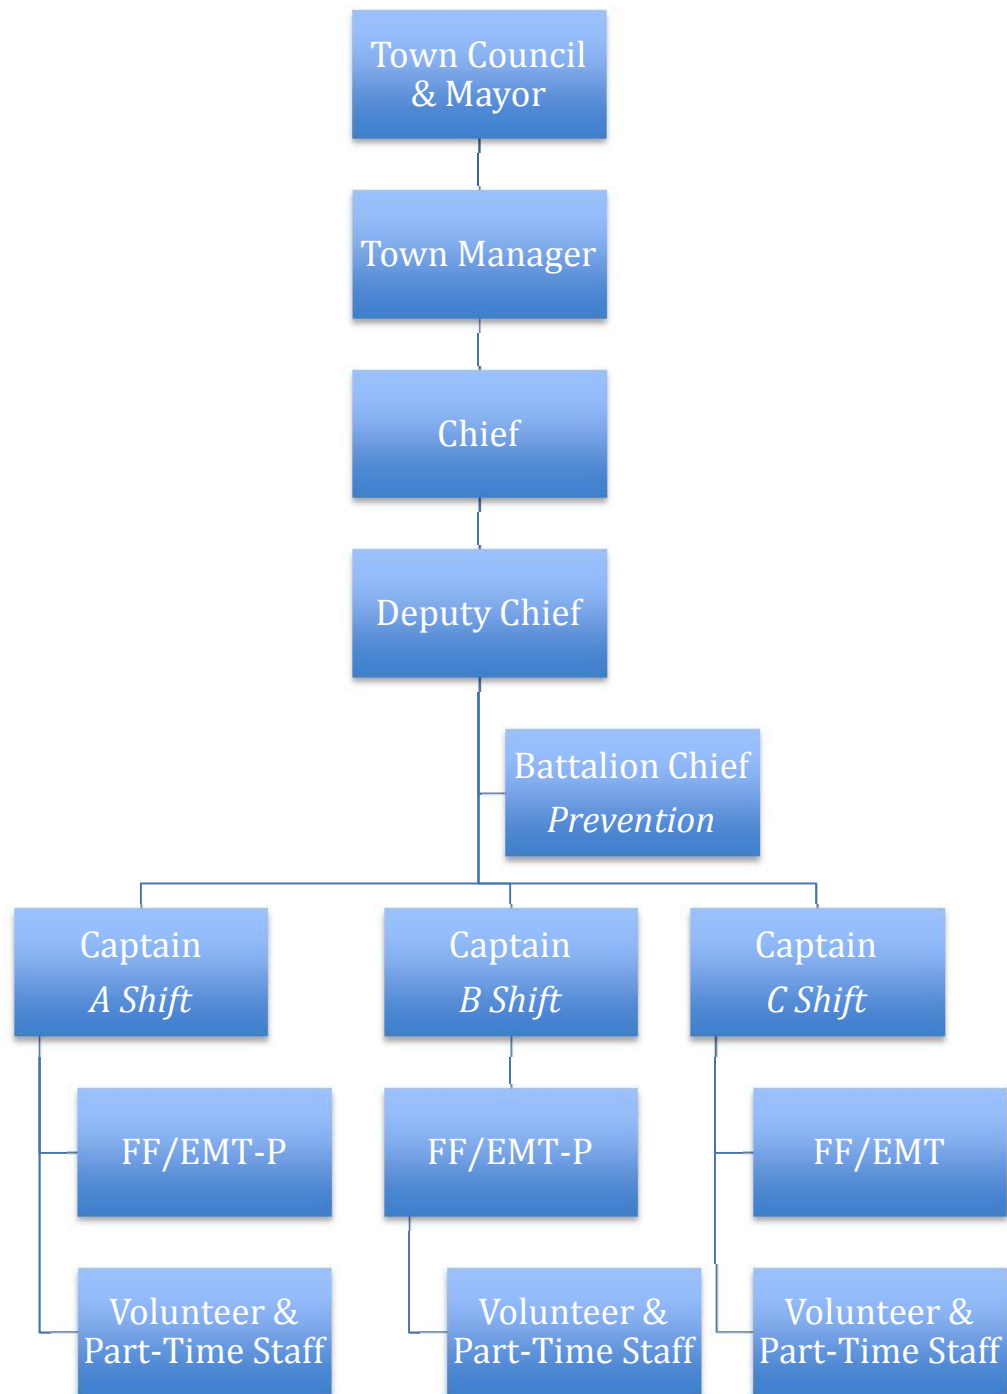 Town Council
& Mayor
Town Manager
Chief
Deputy Chief
Battalion Chief
Prevention
Captain
A Shift
Captain
B Shift
Captain
C Shift
FF/EMT-P
FF/EMT-P
FF/EMT
Volunteer &
Part-Time Staff
Volunteer &
Part-Time Staff
Volunteer &
Part-Time Staff